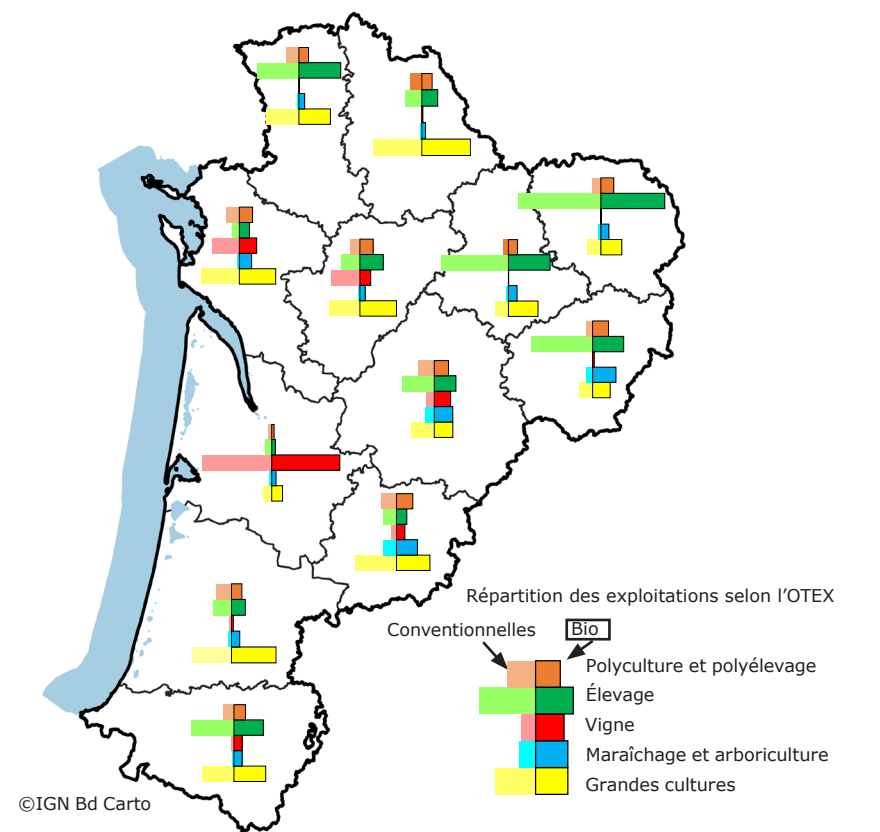 Répartition des exploitations selon l’OTEX
Conventionnelles
Bio
Polyculture et polyélevage
Élevage
Vigne
Maraîchage et arboriculture
Grandes cultures
©IGN Bd Carto